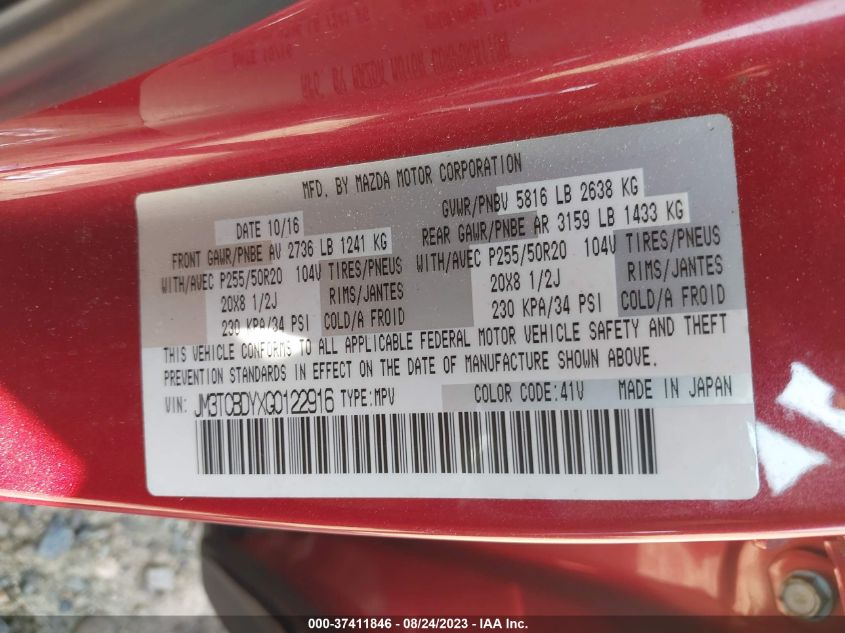 MFD. BY MAZDA MOTOR CORPORATION
DATE 10/16
GVWR/PNBV 5816 LB 2638 KG
FRONT GAWR/PNBE AV 2736 LB 1241 KG
REAR GAWR/PNBE AR 3159 LB 1433 KG
WITH/AVEC P255/50R20 104V TIRES/PNEUS
WITH/AVEC P255/50R20 104V TIRES/PNEUS
20X8 1/2J RIMS/JANTES
20X8 1/2J RIMS/JANTES
230 KPA/34 PSI COLD/A FROID
230 KPA/34 PSI COLD/A FROID
THIS VEHICLE CONFORMS TO ALL APPLICABLE FEDERAL MOTOR VEHICLE SAFETY AND THEFT
PREVENTION STANDARDS IN EFFECT ON THE DATE OF MANUFACTURE SHOWN ABOVE.
VIN: JM3TCBDYXG0122916 TYPE:MPV COLOR CODE:41V MADE IN JAPAN
000-37411846 - 08/24/2023 - IAA Inc.